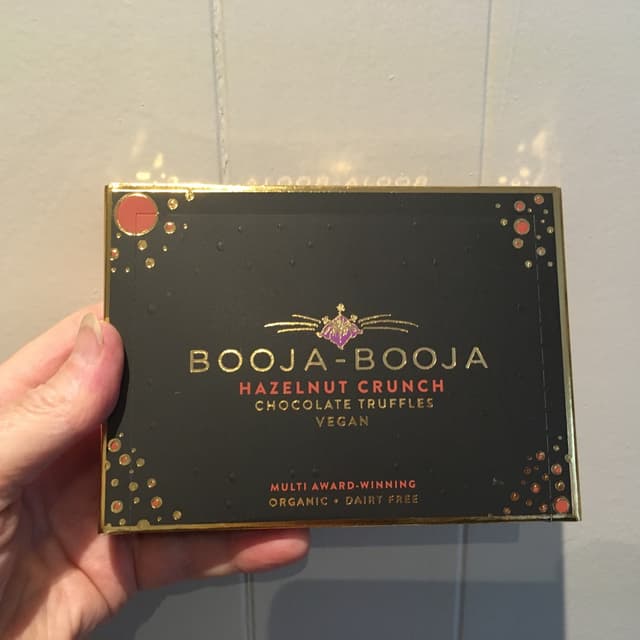 BOOJA-BOOJA
HAZELNUT CRUNCH
CHOCOLATE TRUFFLES
VEGAN
MULTI AWARD-WINNING
ORGANIC • DAIRY FREE